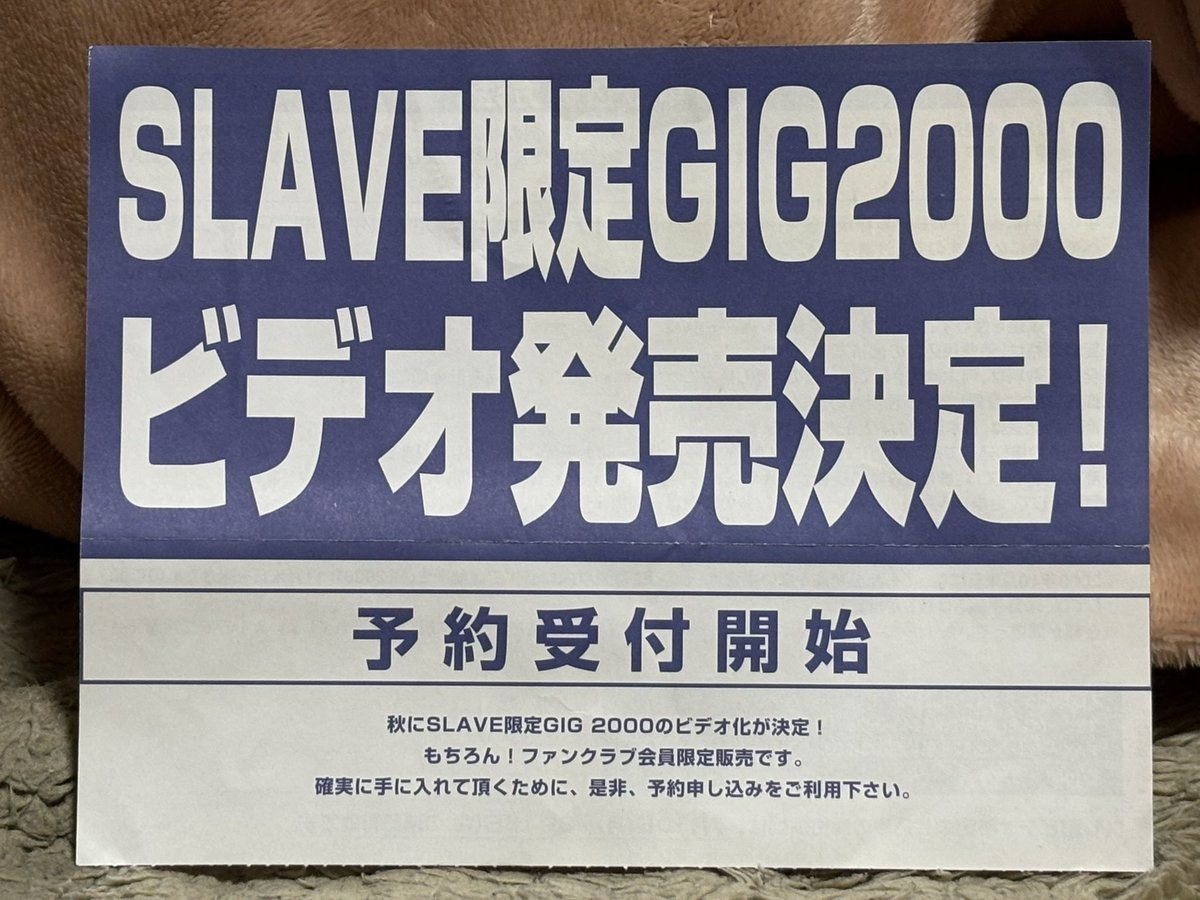 SLAVE限定GIG2000
ビデオ発売決定!
予約受付開始
秋にSLAVE限定GIG 2000のビデオ化が決定!
もちろん!ファンクラブ会員限定販売です。
確実に手に入れて頂くために、是非、予約申し込みをご利用下さい。